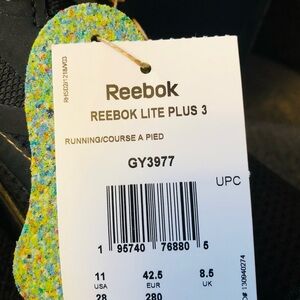 Reebok
REEBOK LITE PLUS 3
RUNNING/COURSE A PIED
GY3977
UPC
1 95740 76880 5
11 42.5 8.5
USA EUR UK
28 280
130940274